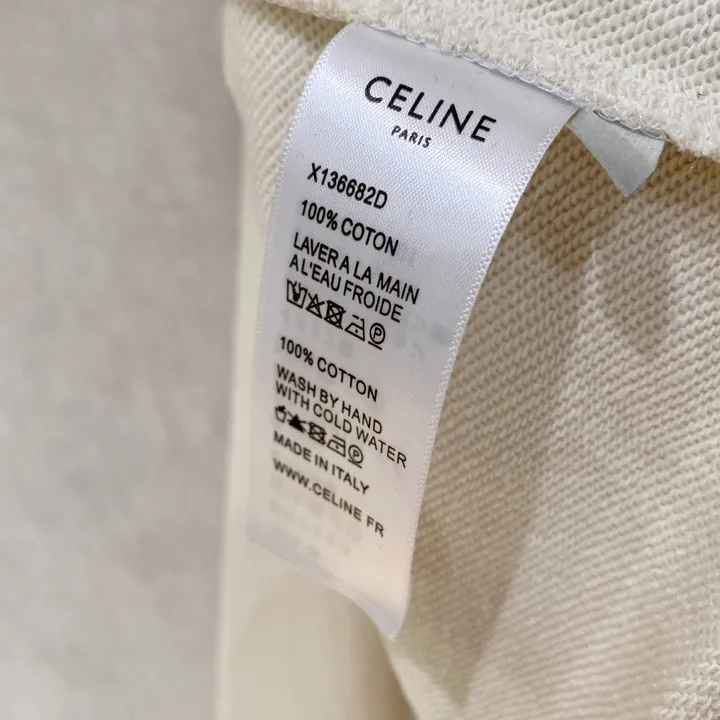 CELINE
PARIS
X136682D
100% COTON
LAVER A LA MAIN
A L'EAU FROIDE
100% COTTON
WASH BY HAND
WITH COLD WATER
MADE IN ITALY
WWW.CELINE FR